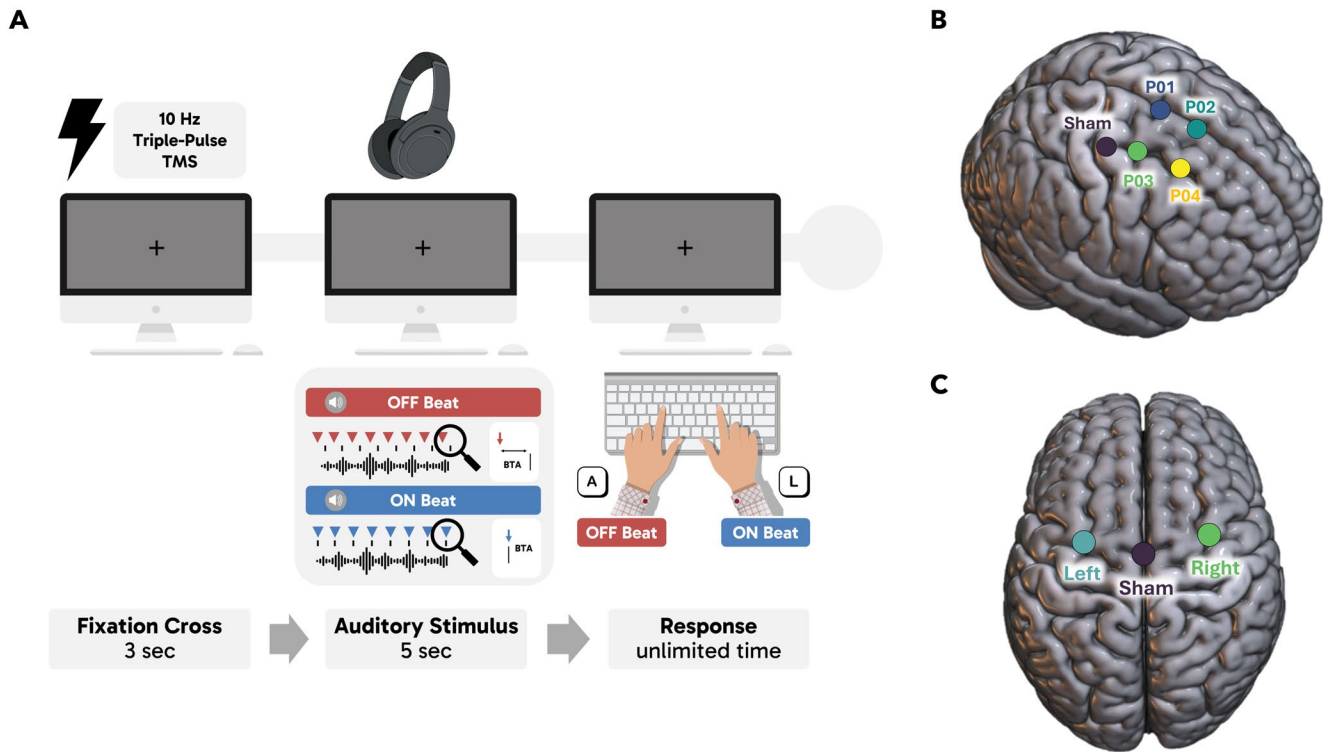 A
10 Hz
Triple-Pulse
TMS
+
+
+
OFF Beat
BTA
ON Beat
BTA
A
L
OFF Beat
ON Beat
Fixation Cross
3 sec
Auditory Stimulus
5 sec
Response
unlimited time
B
P01
P02
Sham
P03
P04
C
Left
Sham
Right